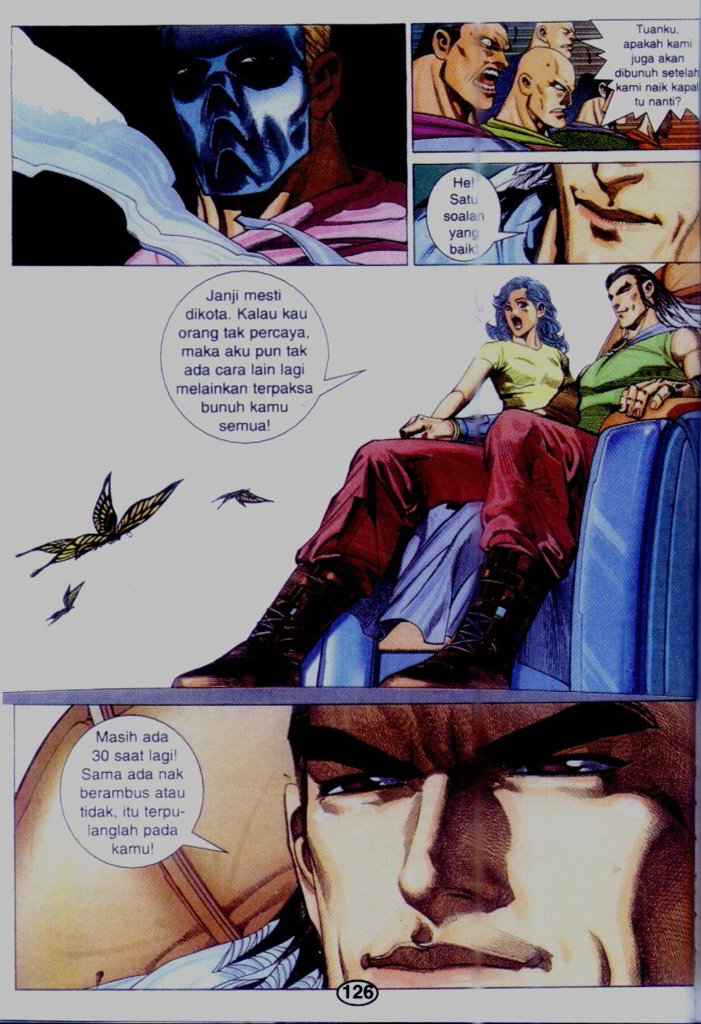 Tuanku,
apakah kami
juga akan
dibunuh setelah
kami naik kapal
tu nanti?
He!
Satu
soalan
yang
baik!
Janji mesti
dikota. Kalau kau
orang tak percaya,
maka aku pun tak
ada cara lain lagi
melainkan terpaksa
bunuh kamu
semua!
Masih ada
30 saat lagi!
Sama ada nak
berambus atau
tidak, itu terpu-
langlah pada
kamu!
126